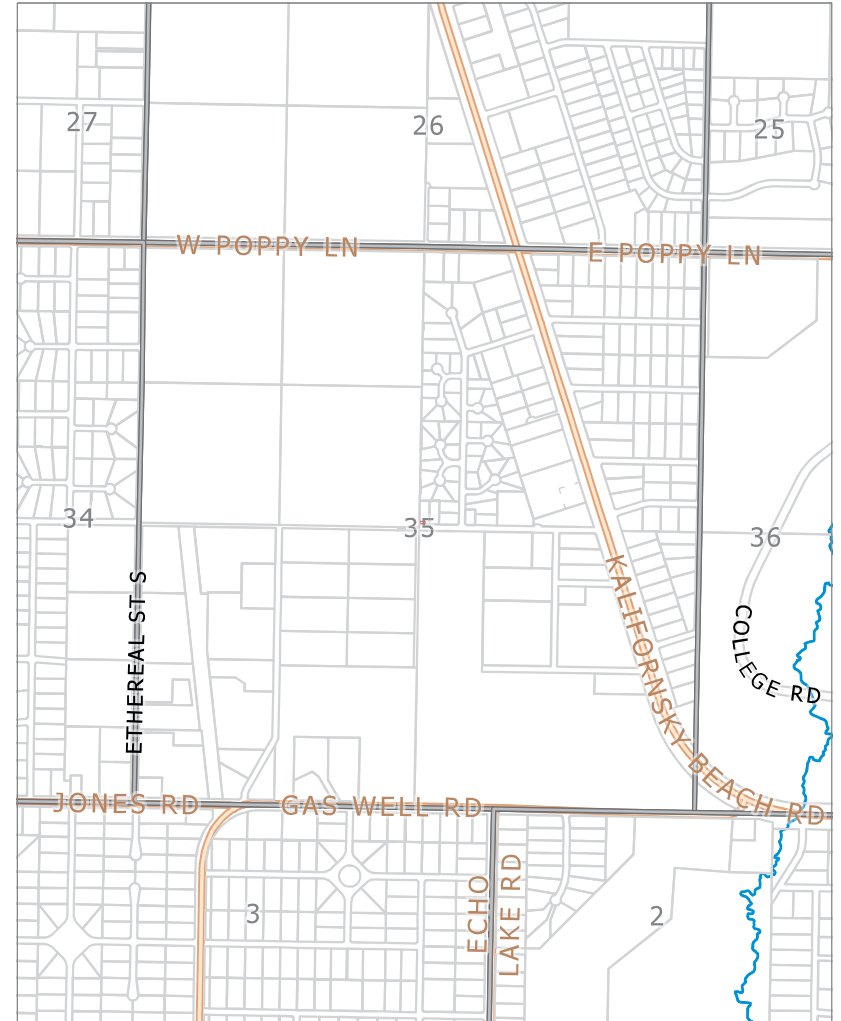 27
26
25
W POPPY LN
E POPPY LN
34
35
36
KALIFORNSKY BEACH RD
ETHEREAL ST S
COLLEGE RD
JONES RD
GAS WELL RD
ECHO
LAKE RD
3
2